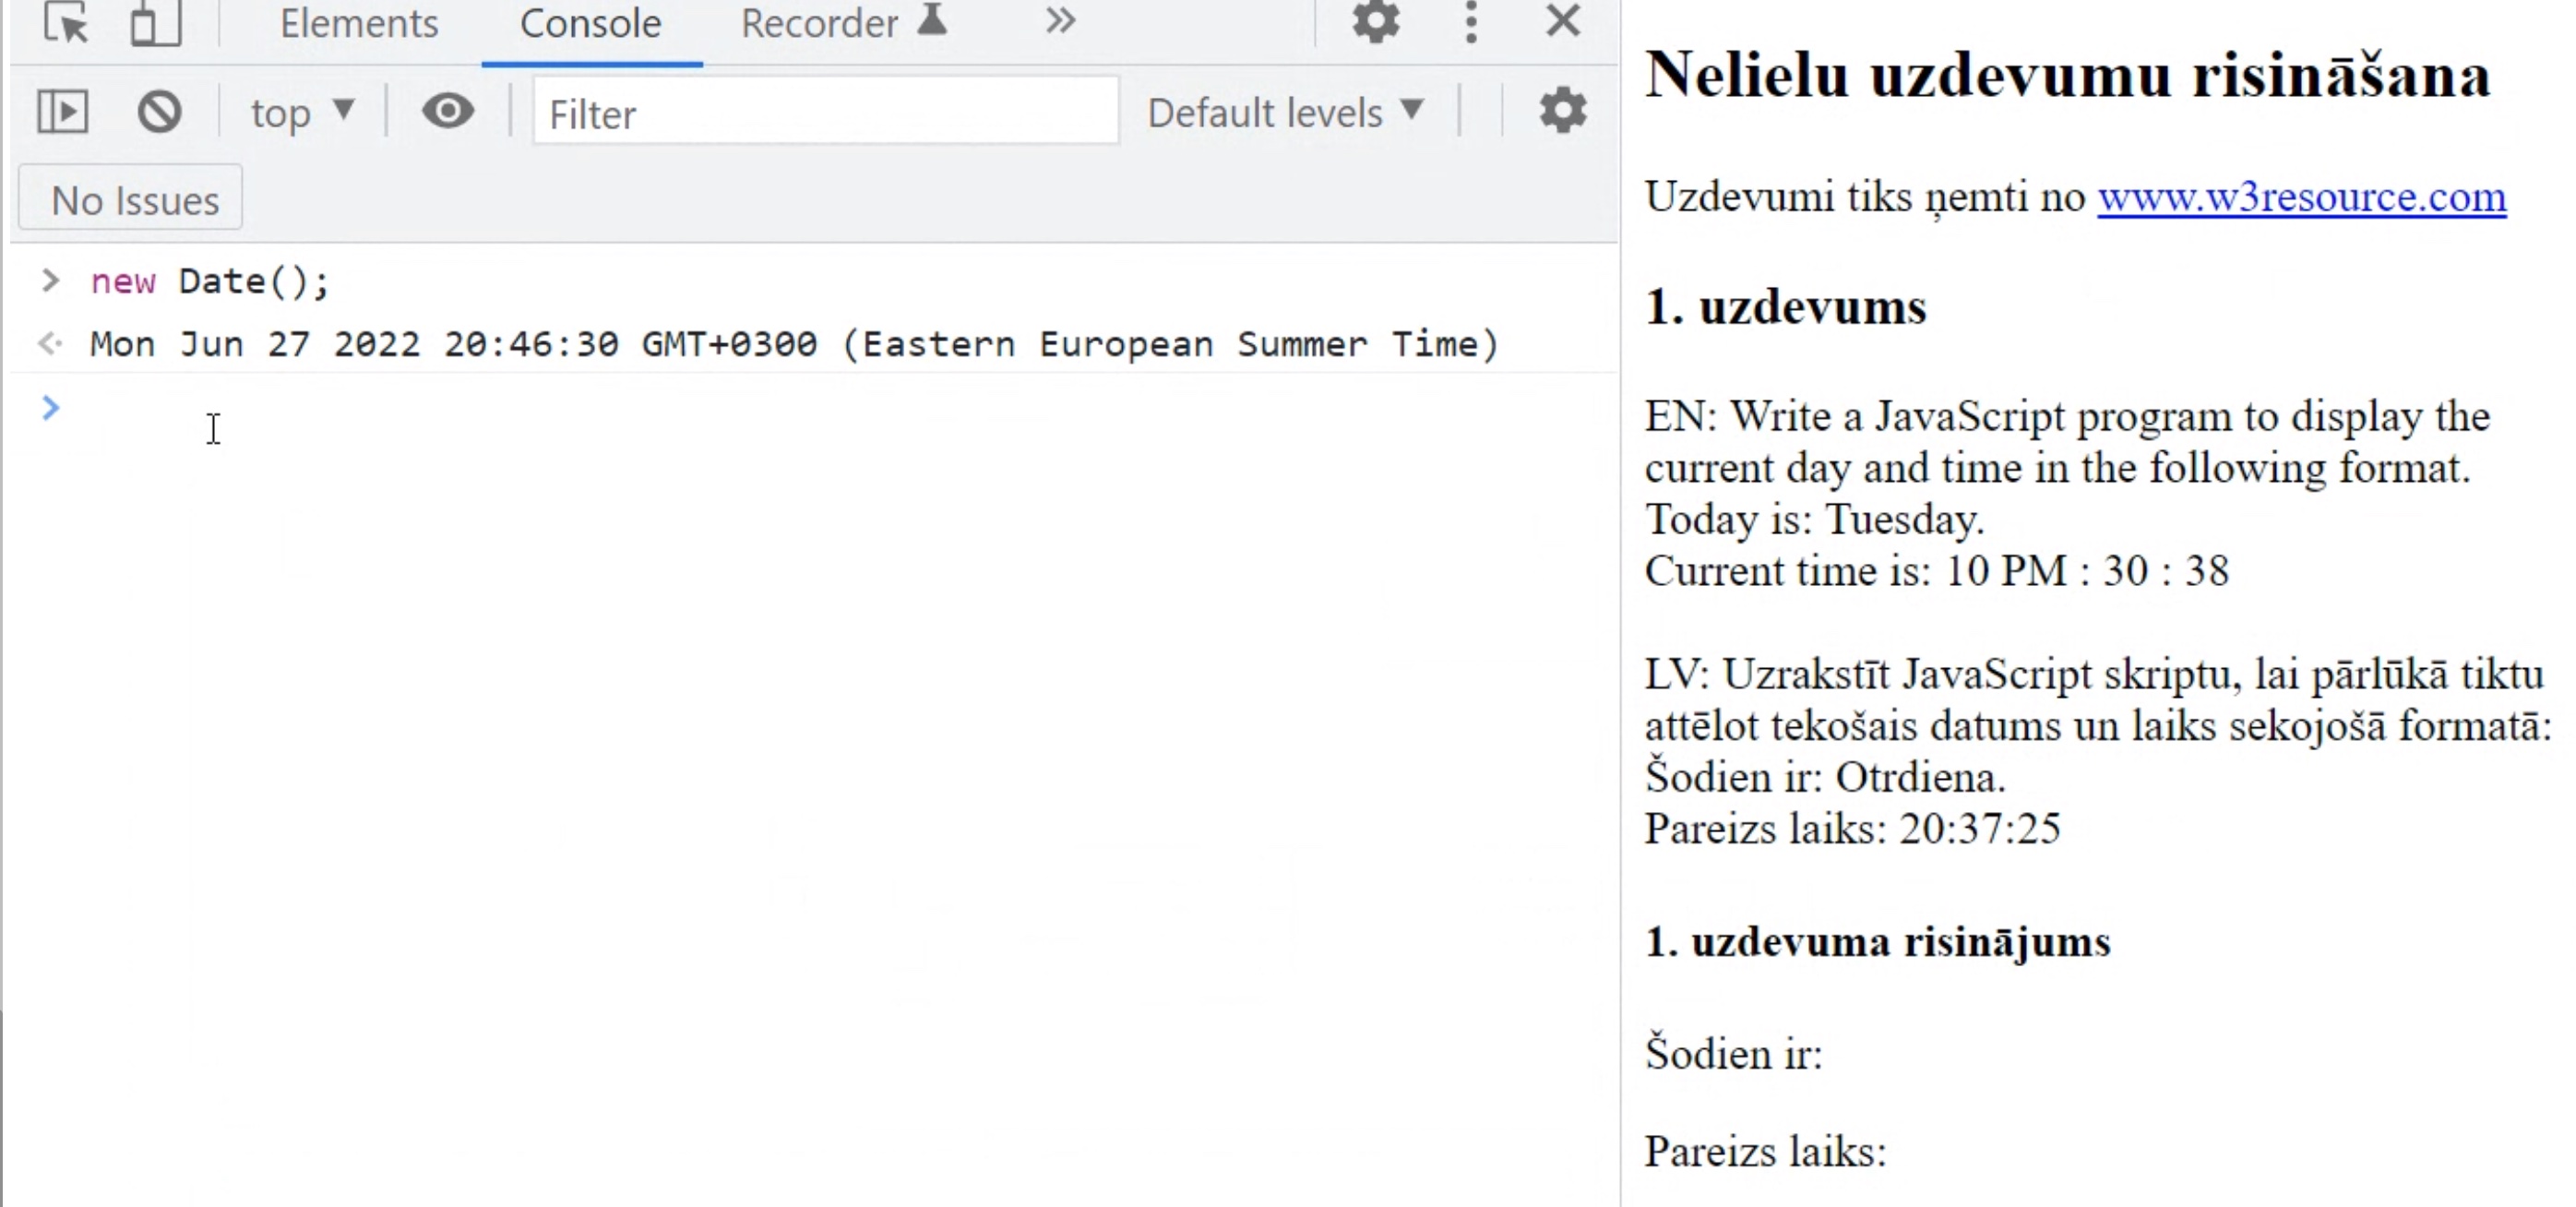 Elements Console Recorder
top Filter Default levels
No Issues
> new Date();
Mon Jun 27 2022 20:46:30 GMT+0300 (Eastern European Summer Time)
>
Nelielu uzdevumu risināšana
Uzdevumi tiks ņemti no www.w3resource.com
1. uzdevums
EN: Write a JavaScript program to display the
current day and time in the following format.
Today is: Tuesday.
Current time is: 10 PM : 30 : 38
LV: Uzrakstīt JavaScript skriptu, lai pārlūkā tiktu
attēlot tekošais datums un laiks sekojošā formatā:
Šodien ir: Otrdiena.
Pareizs laiks: 20:37:25
1. uzdevuma risinājums
Šodien ir:
Pareizs laiks: